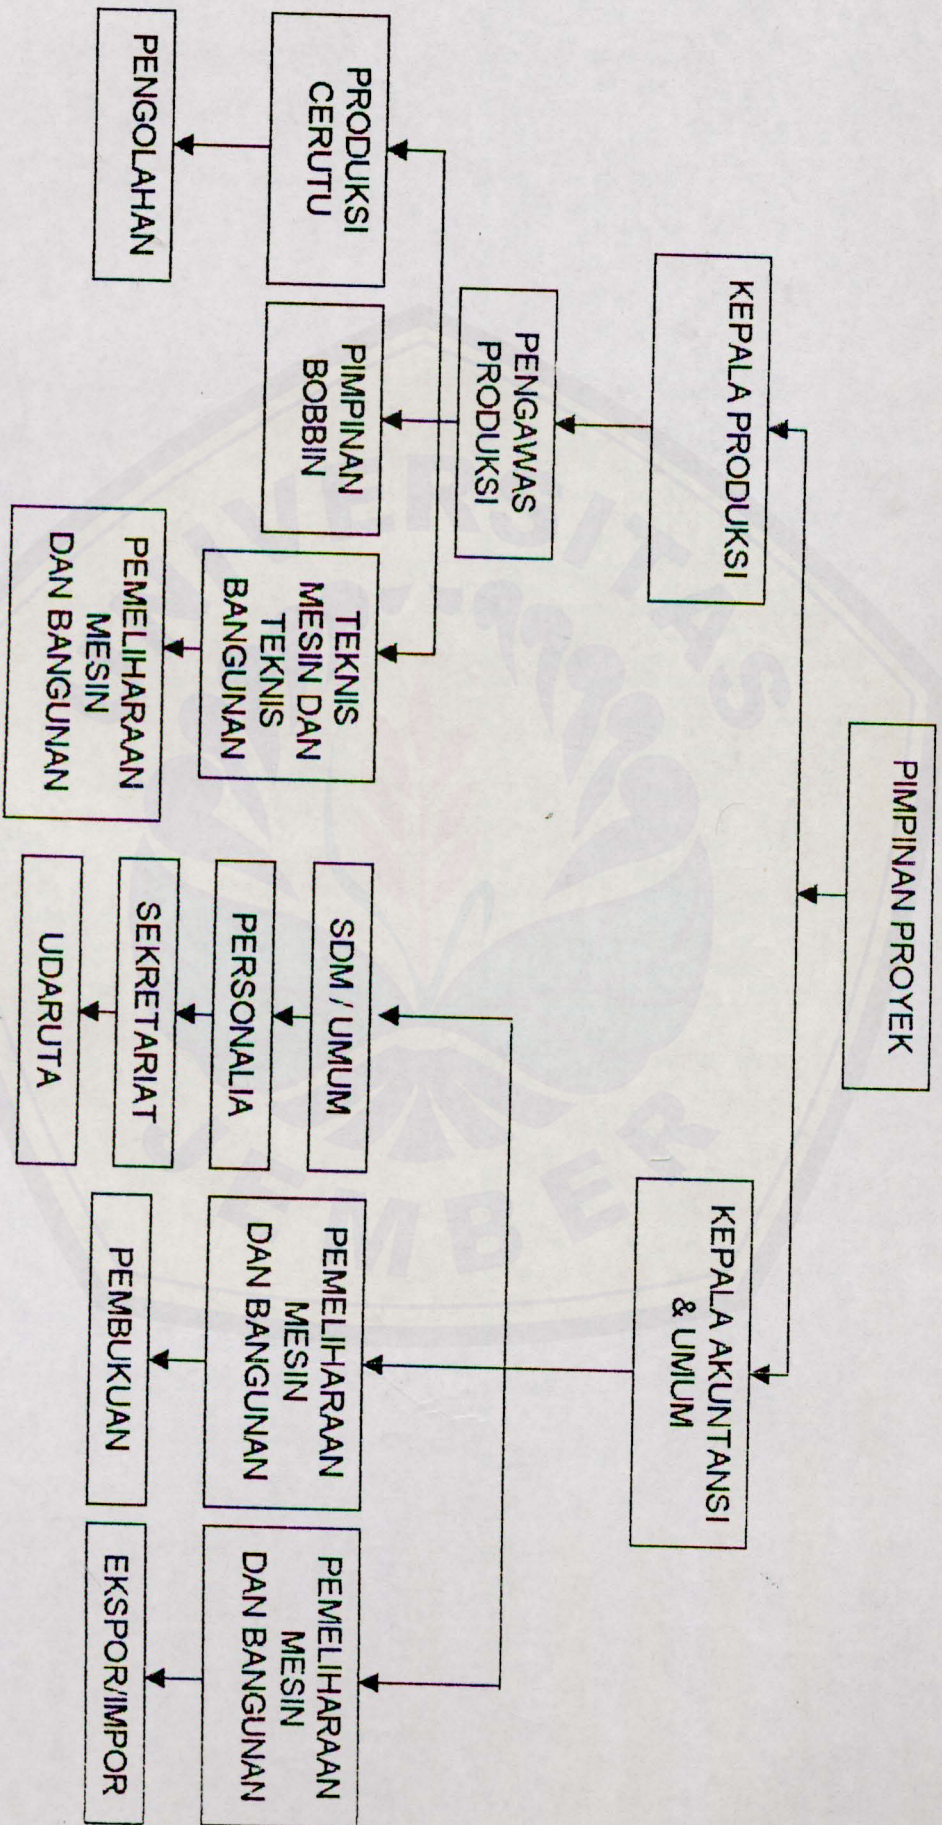 PIMPINAN PROYEK
KEPALA PRODUKSI
KEPALA AKUNTANSI
& UMUM
PENGAWAS
PRODUKSI
PRODUKSI
CERUTU
PIMPINAN
BOBBIN
TEKNIS
MESIN DAN
TEKNIS
BANGUNAN
SDM / UMUM
PEMELIHARAAN
MESIN
DAN BANGUNAN
PEMELIHARAAN
MESIN
DAN BANGUNAN
PENGOLAHAN
PEMELIHARAAN
MESIN
DAN BANGUNAN
PERSONALIA
SEKRETARIAT
UDARUTA
PEMBUKUAN
EKSPOR/IMPOR
UNIVERSITAS
JEMBER